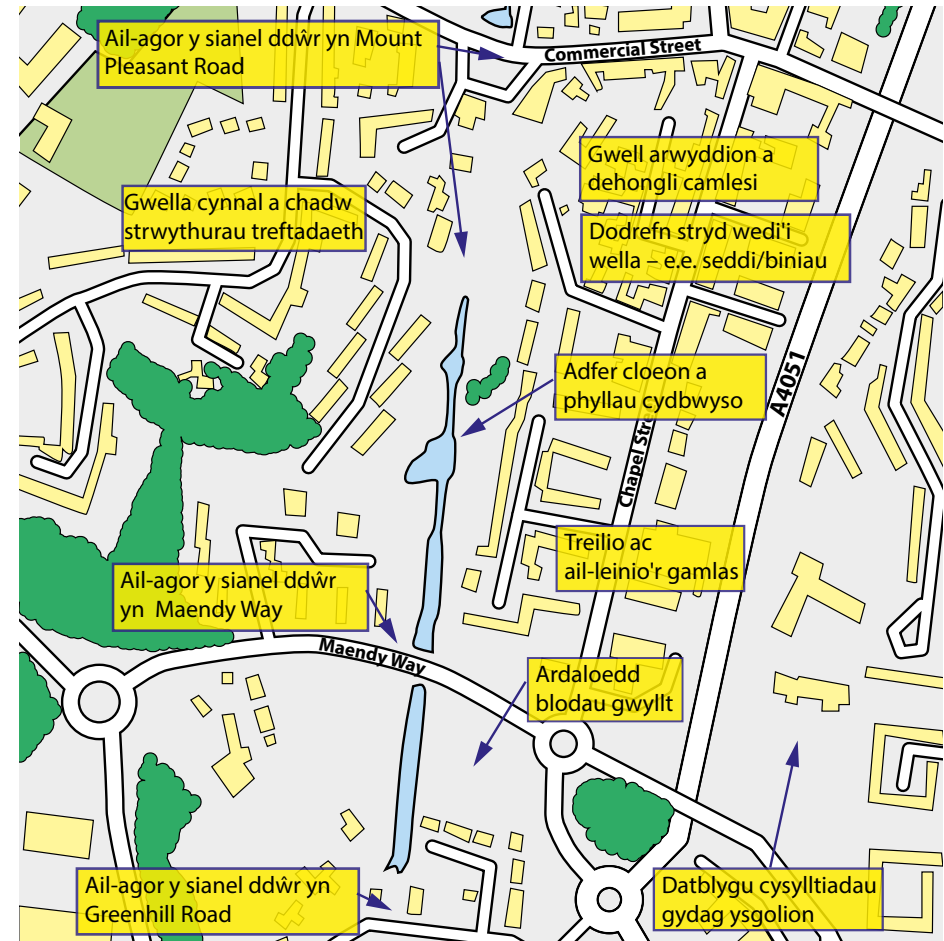 Ail-agor y sianel ddŵr yn Mount
Pleasant Road
Commercial Street
Gwell arwyddion a
dehongli camlesi
Gwella cynnal a chadw
strwythurau treftadaeth
Dodrefn stryd wedi'i
wella – e.e. seddi/biniau
A4051
Adfer cloeon a
phyllau cydbwyso
Chapel Stre
Treilio ac
ail-leinio'r gamlas
Ail-agor y sianel ddŵr
yn Maendy Way
Maendy Way
Ardaloedd
blodau gwyllt
Ail-agor y sianel ddŵr yn
Greenhill Road
Datblygu cysylltiadau
gydag ysgolion